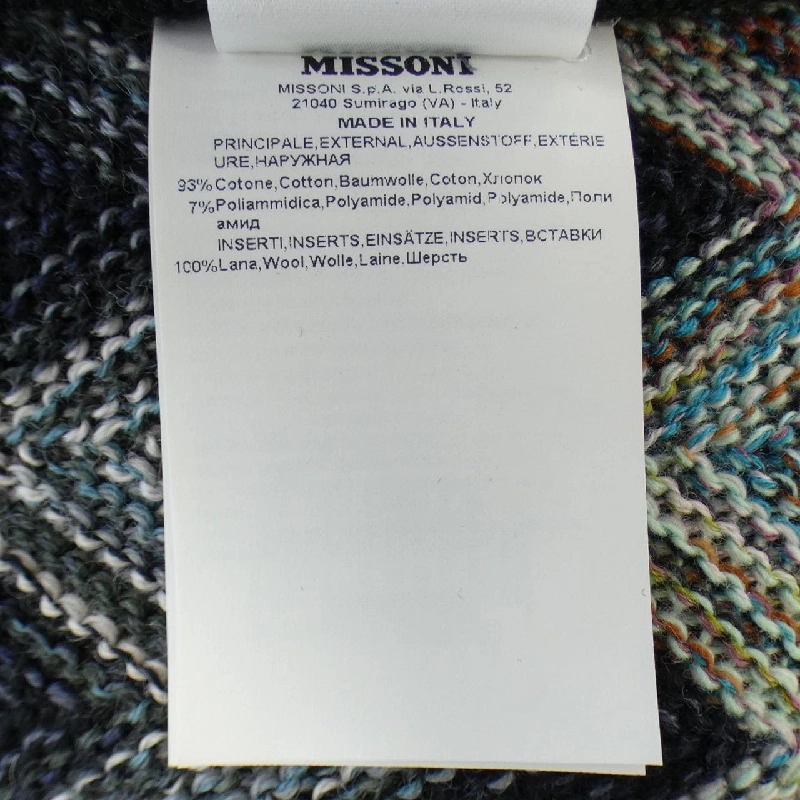 MISSONI
MISSONI S.p.A. via L.Rossi, 52
21040 Sumirago (VA) - Italy
MADE IN ITALY
PRINCIPALE,EXTERNAL,AUSSENSTOFF,EXTÉRIE
URE,НАРУЖНАЯ
93%Cotone,Cotton,Baumwolle,Coton,Хлопок
7%Poliammidica,Polyamide,Polyamid,Polyamide,Поли
амид
INSERTI,INSERTS,EINSÄTZE,INSERTS,ВСТАВКИ
100%Lana,Wool,Wolle,Laine,Шерсть